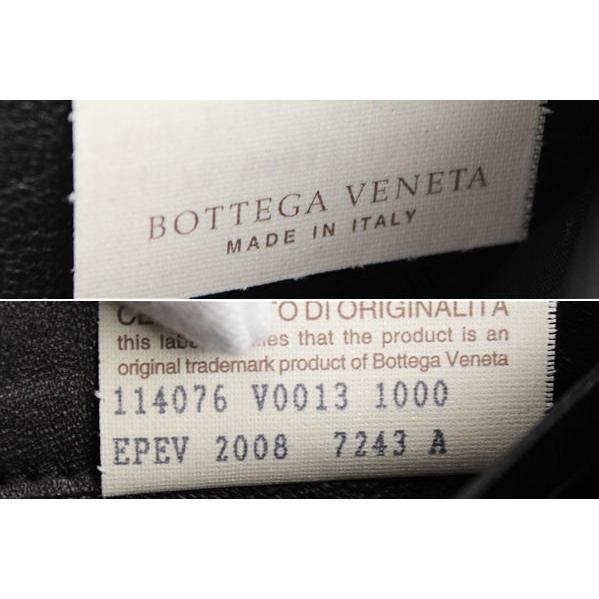 BOTTEGA VENETA
MADE IN ITALY
TO DI ORIGINALITA
this that the product is an
original trademark product of Bottega Veneta
114076 V0013 1000
EPEV 2008 7243 A